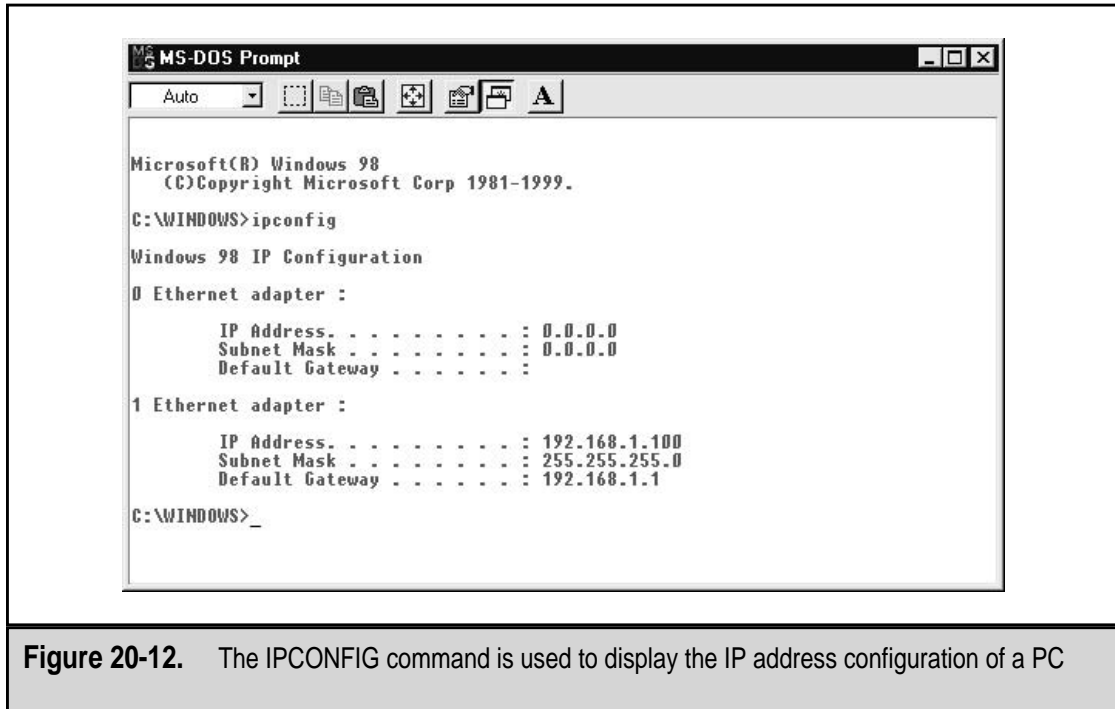 MS-DOS Prompt
Auto
A
Microsoft(R) Windows 98
(C)Copyright Microsoft Corp 1981-1999.
C:\WINDOWS>ipconfig
Windows 98 IP Configuration
0 Ethernet adapter :
IP Address. . . . . . . . . : 0.0.0.0
Subnet Mask . . . . . . . . : 0.0.0.0
Default Gateway . . . . . . :
1 Ethernet adapter :
IP Address. . . . . . . . . : 192.168.1.100
Subnet Mask . . . . . . . . : 255.255.255.0
Default Gateway . . . . . . : 192.168.1.1
C:\WINDOWS>_
Figure 20-12. The IPCONFIG command is used to display the IP address configuration of a PC